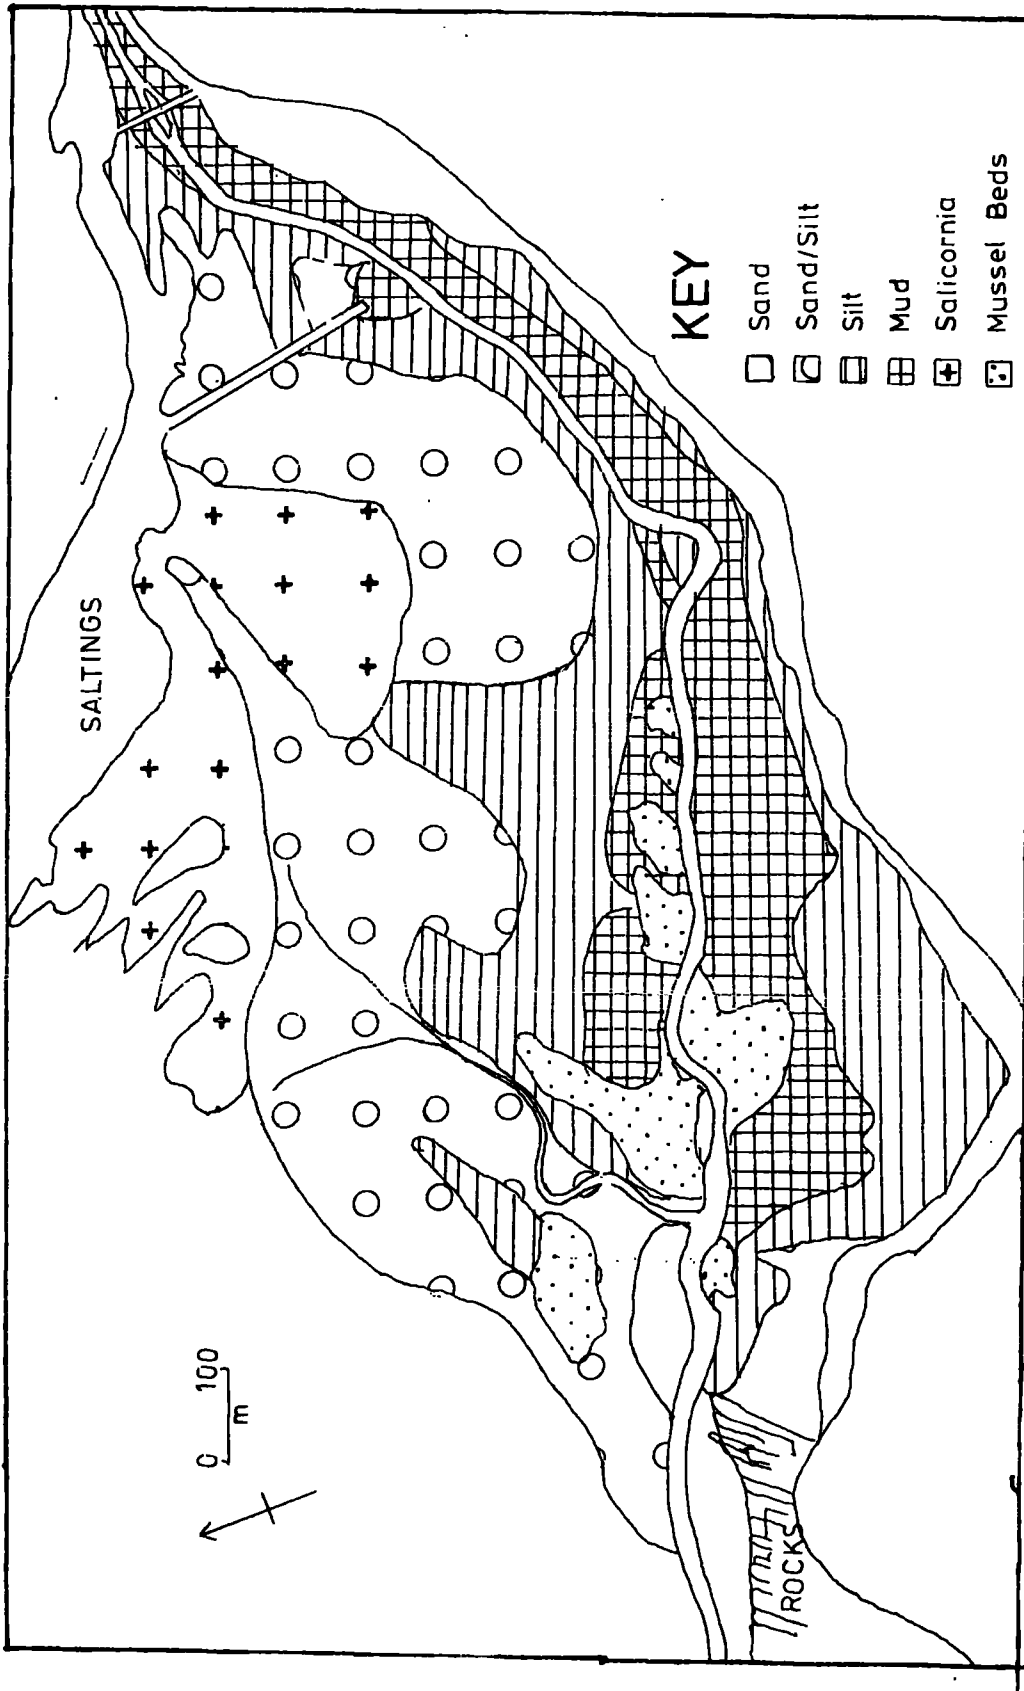 SALTINGS
0 100
m
ROCKS
KEY
Sand
Sand/Silt
Silt
Mud
Salicornia
Mussel Beds